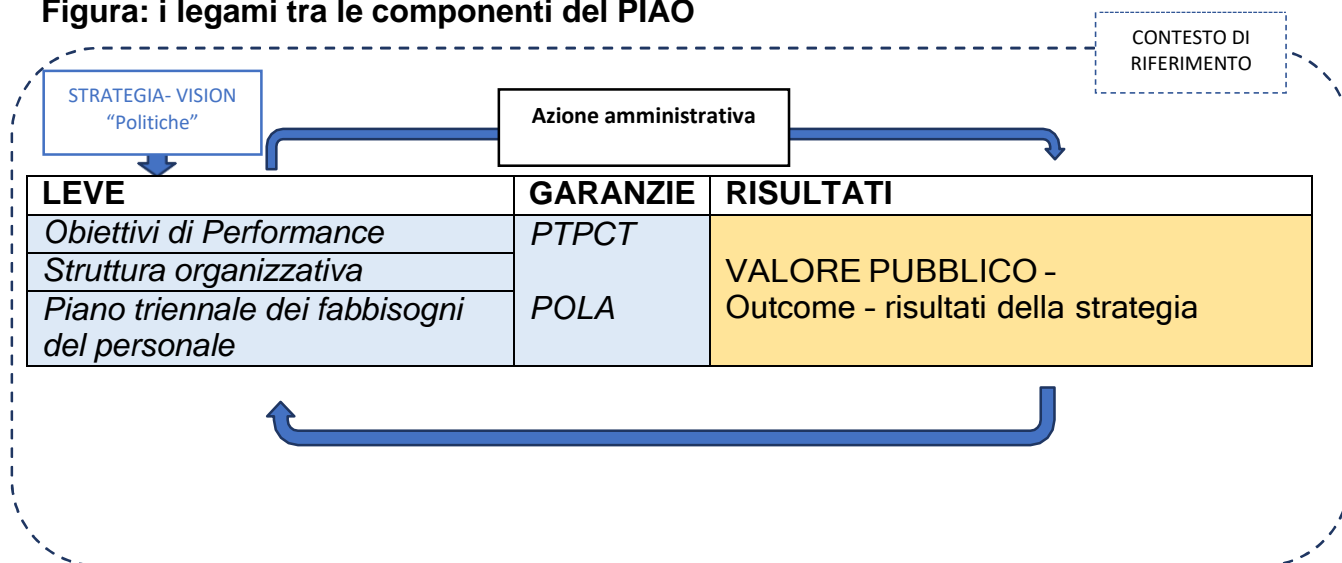 Figura: i legami tra le componenti del PIAO
CONTESTO DI
RIFERIMENTO
STRATEGIA- VISION
“Politiche”
Azione amministrativa
LEVE GARANZIE RISULTATI
Obiettivi di Performance PTPCT
Struttura organizzativa VALORE PUBBLICO –
Piano triennale dei fabbisogni POLA Outcome – risultati della strategia
del personale